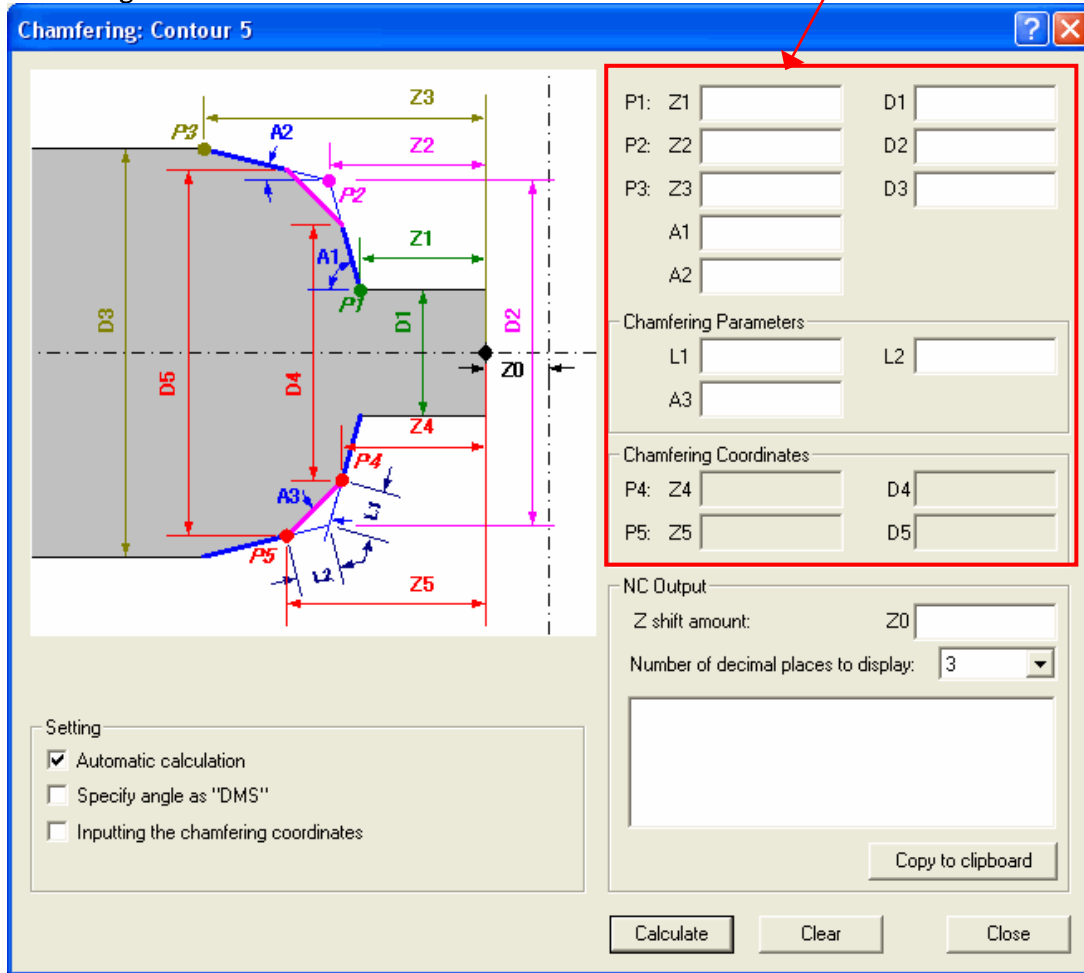 Chamfering: Contour 5
Z3
P3
A2
Z2
P2
Z1
A1
P1
D3
D5
D4
D1
D2
Z0
Z4
P4
A3
L1
P5
L2
Z5
P1: Z1 D1
P2: Z2 D2
P3: Z3 D3
A1
A2
Chamfering Parameters
L1 L2
A3
Chamfering Coordinates
P4: Z4 D4
P5: Z5 D5
NC Output
Z shift amount: Z0
Number of decimal places to display: 3
Copy to clipboard
Setting
Automatic calculation
Specify angle as "DMS"
Inputting the chamfering coordinates
Calculate Clear Close